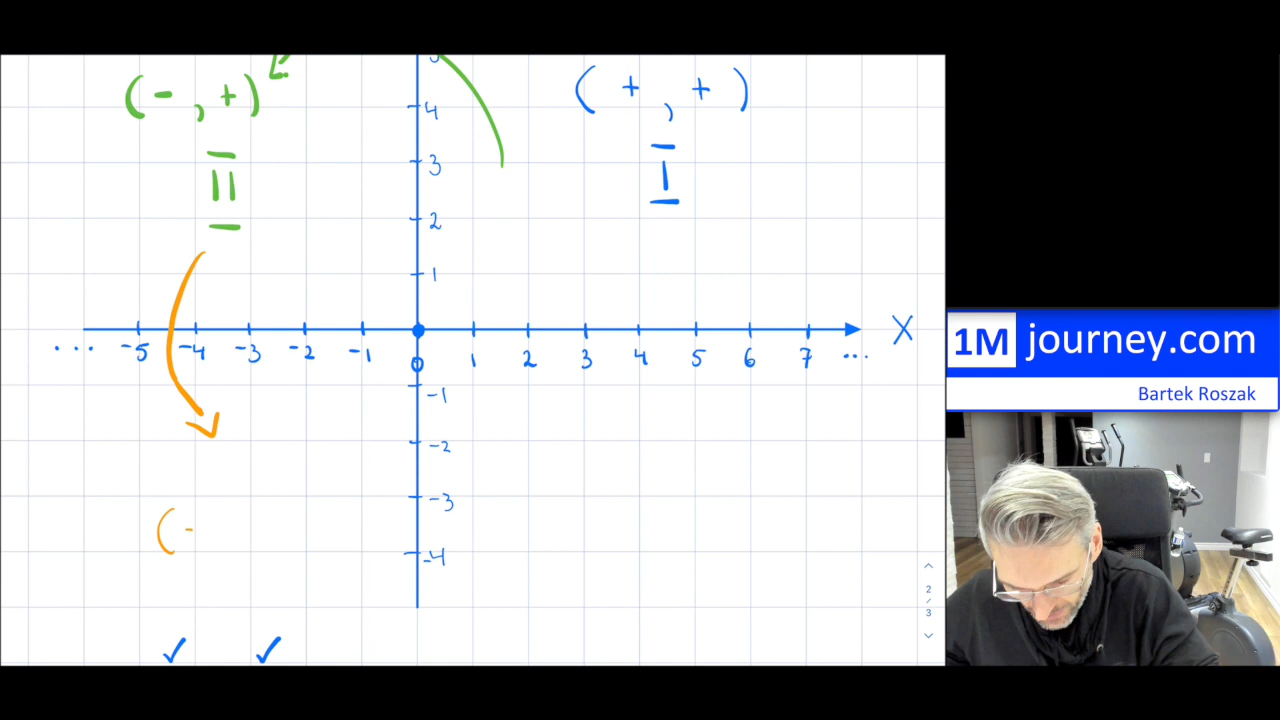 (-, +)
(+, +)
5
4
3
2
1
II
I
X
... -5 -4 -3 -2 -1 0 1 2 3 4 5 6 7 ...
-1
-2
-3
-4
(-
1M journey.com
Bartek Roszak
2
/
3